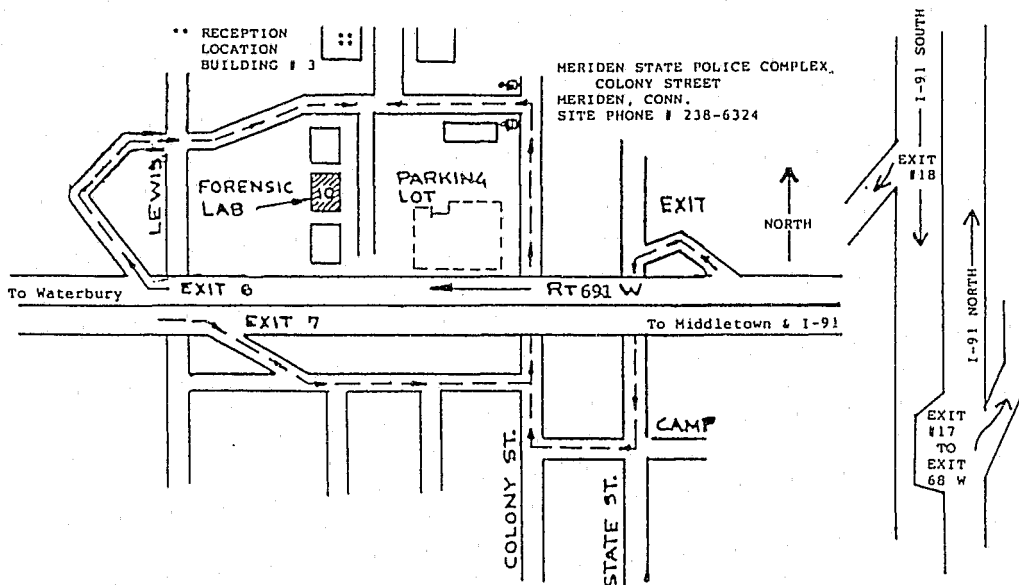 •• RECEPTION
LOCATION
BUILDING # 3
MERIDEN STATE POLICE COMPLEX,
COLONY STREET
MERIDEN, CONN.
SITE PHONE # 238-6324
I-91 SOUTH
EXIT
#18
LEWIS
FORENSIC
LAB
10
PARKING
LOT
EXIT
NORTH
To Waterbury
EXIT 6
RT 691 W
EXIT 7
To Middletown & I-91
I-91 NORTH
CAMP
COLONY ST.
STATE ST.
EXIT
#17
TO
EXIT
68 W